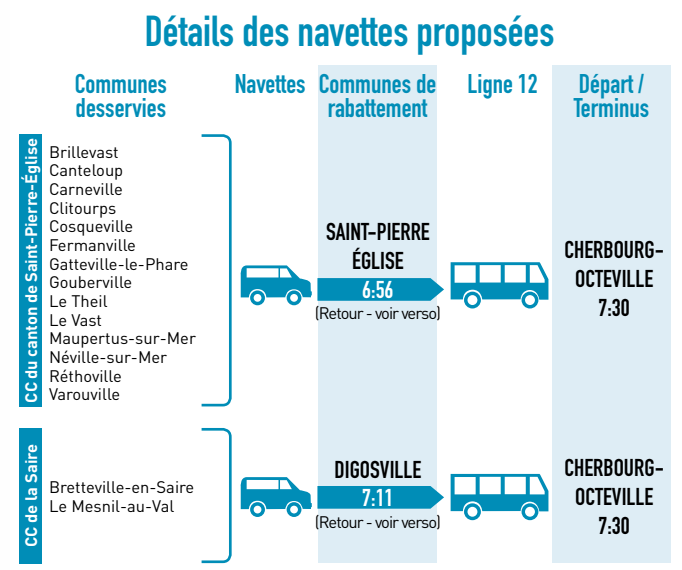 Détails des navettes proposées
Communes
desservies
Navettes
Communes de
rabattement
Ligne 12
Départ /
Terminus
CC du canton de Saint-Pierre-Église
Brillevast
Canteloup
Carneville
Clitourps
Cosqueville
Fermanville
Gatteville-le-Phare
Gouberville
Le Theil
Le Vast
Maupertus-sur-Mer
Néville-sur-Mer
Réthoville
Varouville
SAINT-PIERRE
ÉGLISE
6:56
(Retour - voir verso)
CHERBOURG-
OCTEVILLE
7:30
CC de la Saire
Bretteville-en-Saire
Le Mesnil-au-Val
DIGOSVILLE
7:11
(Retour - voir verso)
CHERBOURG-
OCTEVILLE
7:30